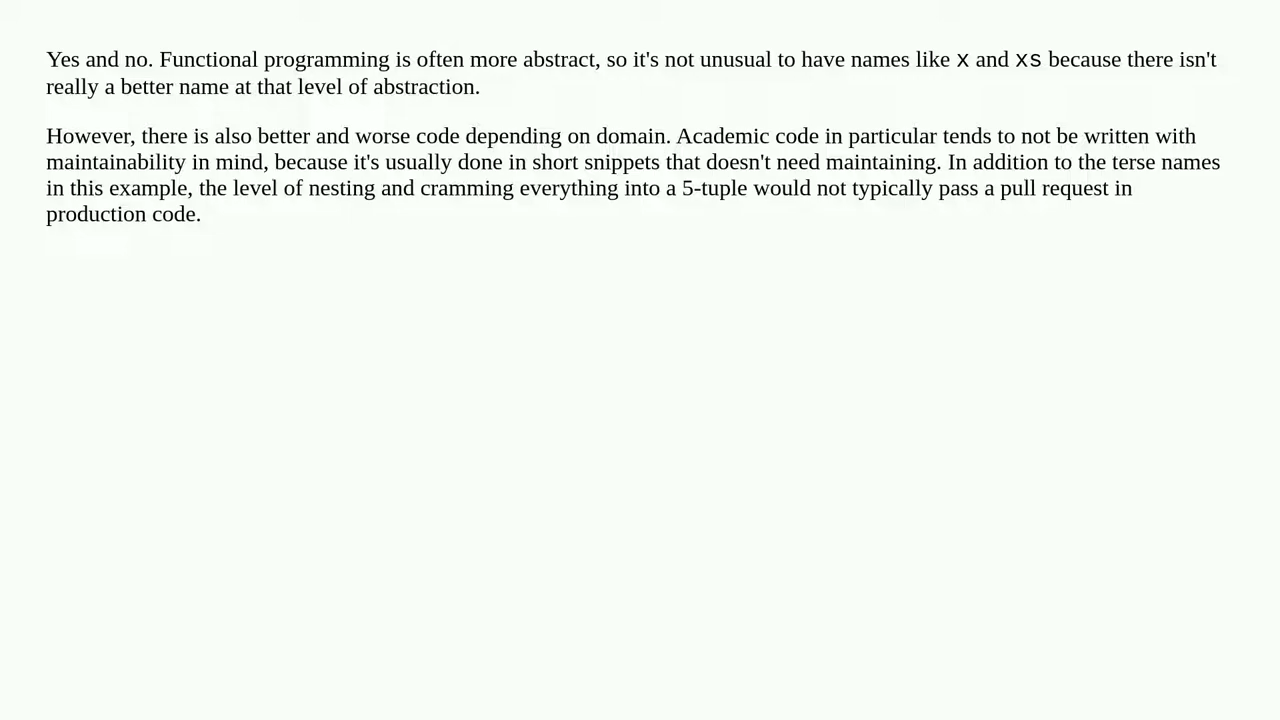 Yes and no. Functional programming is often more abstract, so it's not unusual to have names like x and xs because there isn't
really a better name at that level of abstraction.
However, there is also better and worse code depending on domain. Academic code in particular tends to not be written with
maintainability in mind, because it's usually done in short snippets that doesn't need maintaining. In addition to the terse names
in this example, the level of nesting and cramming everything into a 5-tuple would not typically pass a pull request in
production code.